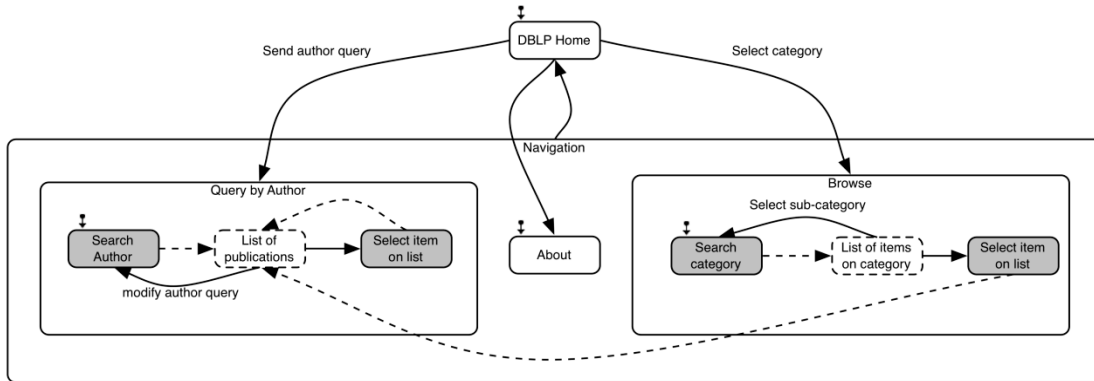 DBLP Home
Send author query
Select category
Navigation
Query by Author
Browse
Search
Author
List of
publications
Select item
on list
modify author query
About
Select sub-category
Search
category
List of items
on category
Select item
on list